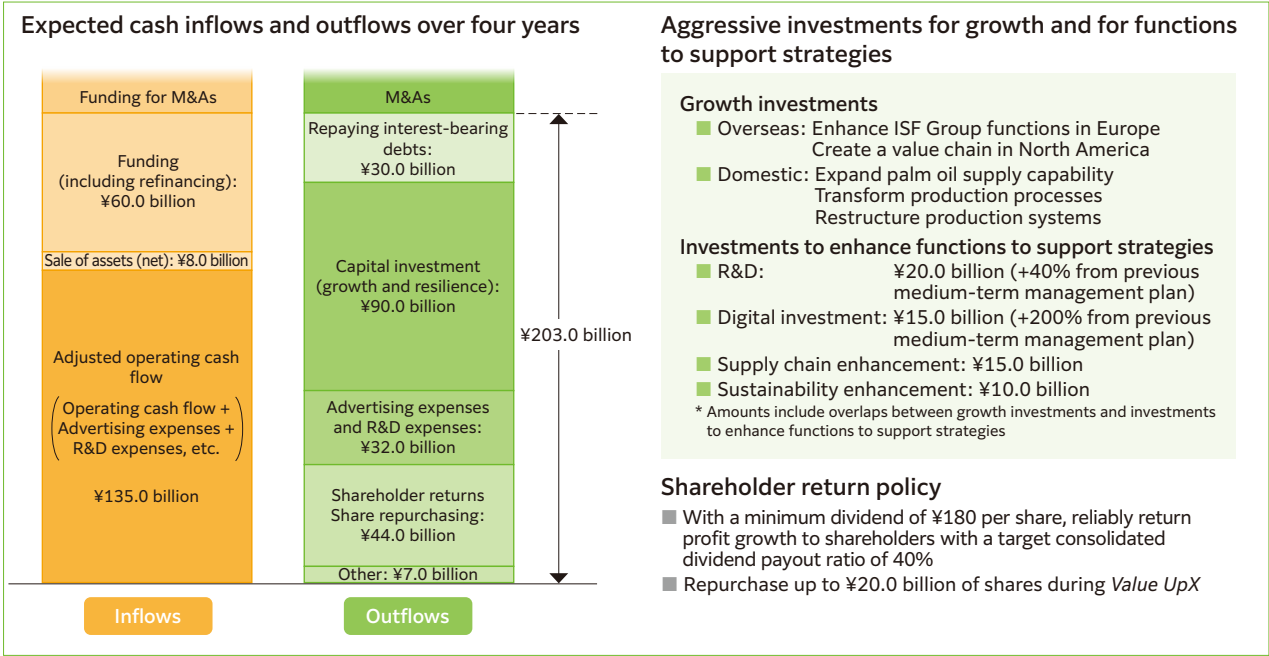 Expected cash inflows and outflows over four years
Funding for M&As
Funding
(including refinancing):
¥60.0 billion
Sale of assets (net): ¥8.0 billion
Adjusted operating cash
flow
(Operating cash flow +
Advertising expenses +
R&D expenses, etc.)
¥135.0 billion
Inflows
M&As
Repaying interest-bearing
debts:
¥30.0 billion
Capital investment
(growth and resilience):
¥90.0 billion
Advertising expenses
and R&D expenses:
¥32.0 billion
Shareholder returns
Share repurchasing:
¥44.0 billion
Other: ¥7.0 billion
Outflows
¥203.0 billion
Aggressive investments for growth and for functions
to support strategies
Growth investments
■ Overseas: Enhance ISF Group functions in Europe
Create a value chain in North America
■ Domestic: Expand palm oil supply capability
Transform production processes
Restructure production systems
Investments to enhance functions to support strategies
■ R&D: ¥20.0 billion (+40% from previous
medium-term management plan)
■ Digital investment: ¥15.0 billion (+200% from previous
medium-term management plan)
■ Supply chain enhancement: ¥15.0 billion
■ Sustainability enhancement: ¥10.0 billion
* Amounts include overlaps between growth investments and investments
to enhance functions to support strategies
Shareholder return policy
■ With a minimum dividend of ¥180 per share, reliably return
profit growth to shareholders with a target consolidated
dividend payout ratio of 40%
■ Repurchase up to ¥20.0 billion of shares during Value UpX